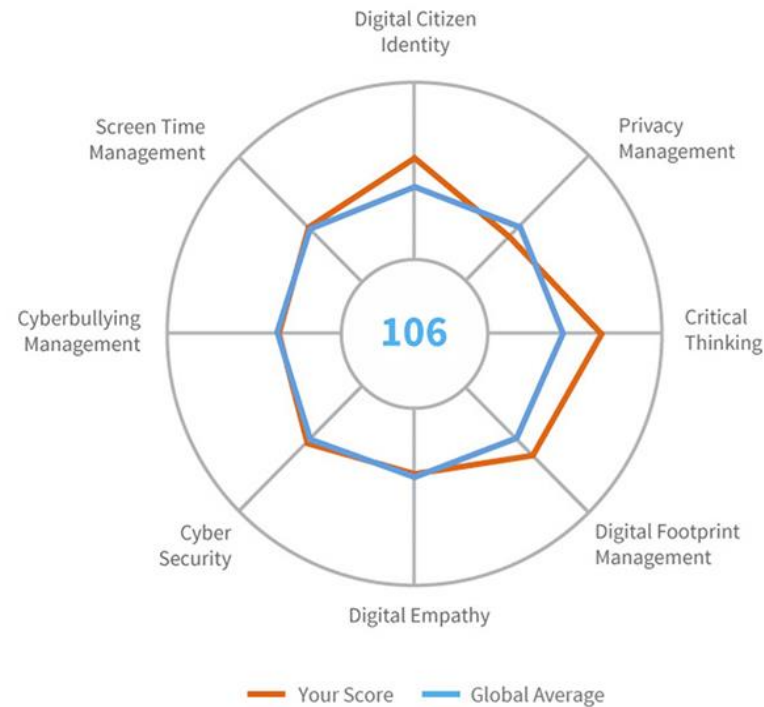 Digital Citizen
Identity
Screen Time
Management
Privacy
Management
106
Cyberbullying
Management
Critical
Thinking
Cyber
Security
Digital Footprint
Management
Digital Empathy
Your Score
Global Average